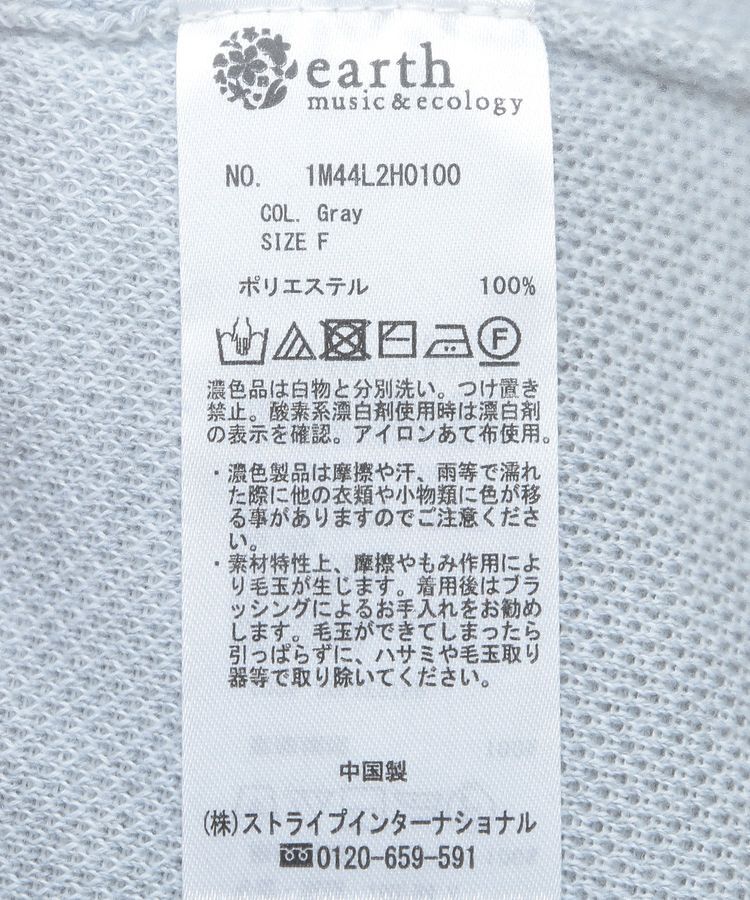 earth
music&ecology
NO. 1M44L2H0100
COL. Gray
SIZE F
ポリエステル 100%
F
濃色品は白物と分別洗い。つけ置き
禁止。酸素系漂白剤使用時は漂白剤
の表示を確認。アイロンあて布使用。
・濃色製品は摩擦や汗、雨等で濡れ
た際に他の衣類や小物類に色が移
る事がありますのでご注意くださ
い。
・素材特性上、摩擦やもみ作用によ
り毛玉が生じます。着用後はブラ
ッシングによるお手入れをお勧め
します。毛玉ができてしまったら
引っぱらずに、ハサミや毛玉取り
器等で取り除いてください。
中国製
(株)ストライプインターナショナル
0120-659-591